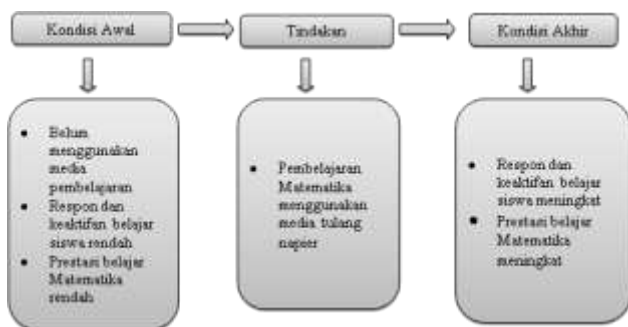 Kondisi Awal
Tindakan
Kondisi Akhir
• Belum
menggunakan
media
pembelajaran
• Respon dan
keaktifan belajar
siswa rendah
• Prestasi belajar
Matematika
rendah
• Pembelajaran
Matematika
menggunakan
media tulang
napier
• Respon dan
keaktifan belajar
siswa meningkat
• Prestasi belajar
Matematika
meningkat